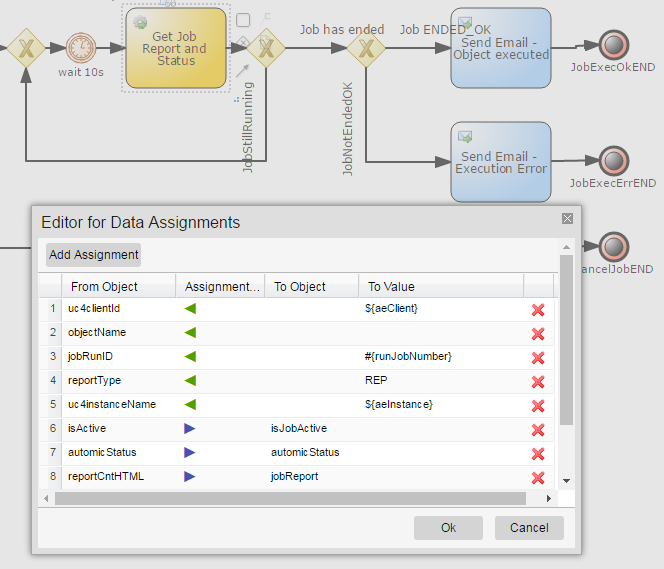 Job has ended
Job ENDED_OK
Get Job
Report and
Status
wait 10s
Send Email -
Object executed
JobExecOkEND
JobStillRunning
JobNotEndedOK
Send Email -
Execution Error
JobExecErrEND
ancelJobEND
Editor for Data Assignments
Add Assignment
From Object Assignment... To Object To Value
1 uc4clientId ${aeClient}
2 objectName
3 jobRunID #{runJobNumber}
4 reportType REP
5 uc4instanceName ${aeInstance}
6 isActive isJobActive
7 automicStatus automicStatus
8 reportCntHTML jobReport
Ok Cancel